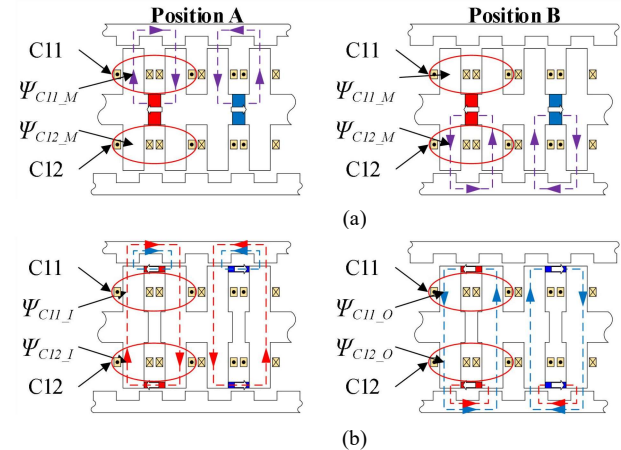 Position A Position B
C11 C11
Ψ_C11_M Ψ_C11_M
Ψ_C12_M Ψ_C12_M
C12 C12
(a)
C11 C11
Ψ_C11_I Ψ_C11_O
Ψ_C12_I Ψ_C12_O
C12 C12
(b)